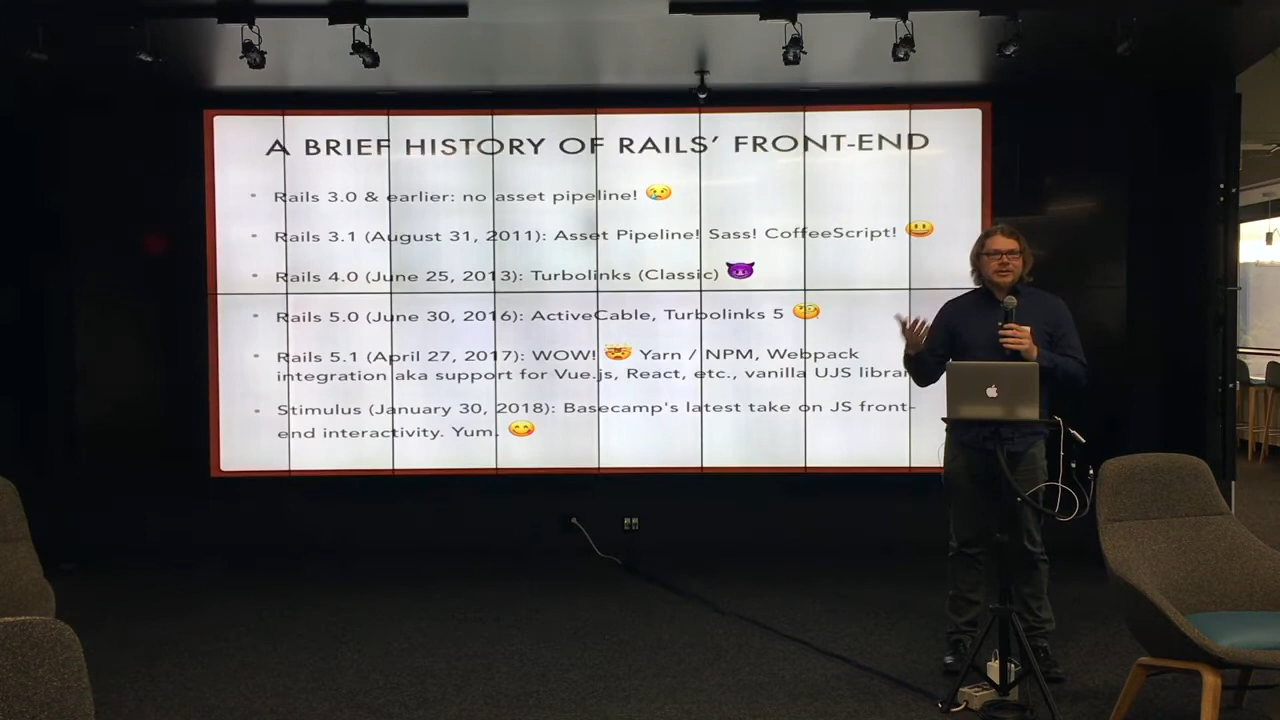 A BRIEF HISTORY OF RAILS' FRONT-END
• Rails 3.0 & earlier: no asset pipeline! 😢
• Rails 3.1 (August 31, 2011): Asset Pipeline! Sass! CoffeeScript! 😃
• Rails 4.0 (June 25, 2013): Turbolinks (Classic) 😈
• Rails 5.0 (June 30, 2016): ActiveCable, Turbolinks 5 🧐
• Rails 5.1 (April 27, 2017): WOW! 🤯 Yarn / NPM, Webpack
integration aka support for Vue.js, React, etc., vanilla UJS librar
• Stimulus (January 30, 2018): Basecamp's latest take on JS front-
end interactivity. Yum. 😋